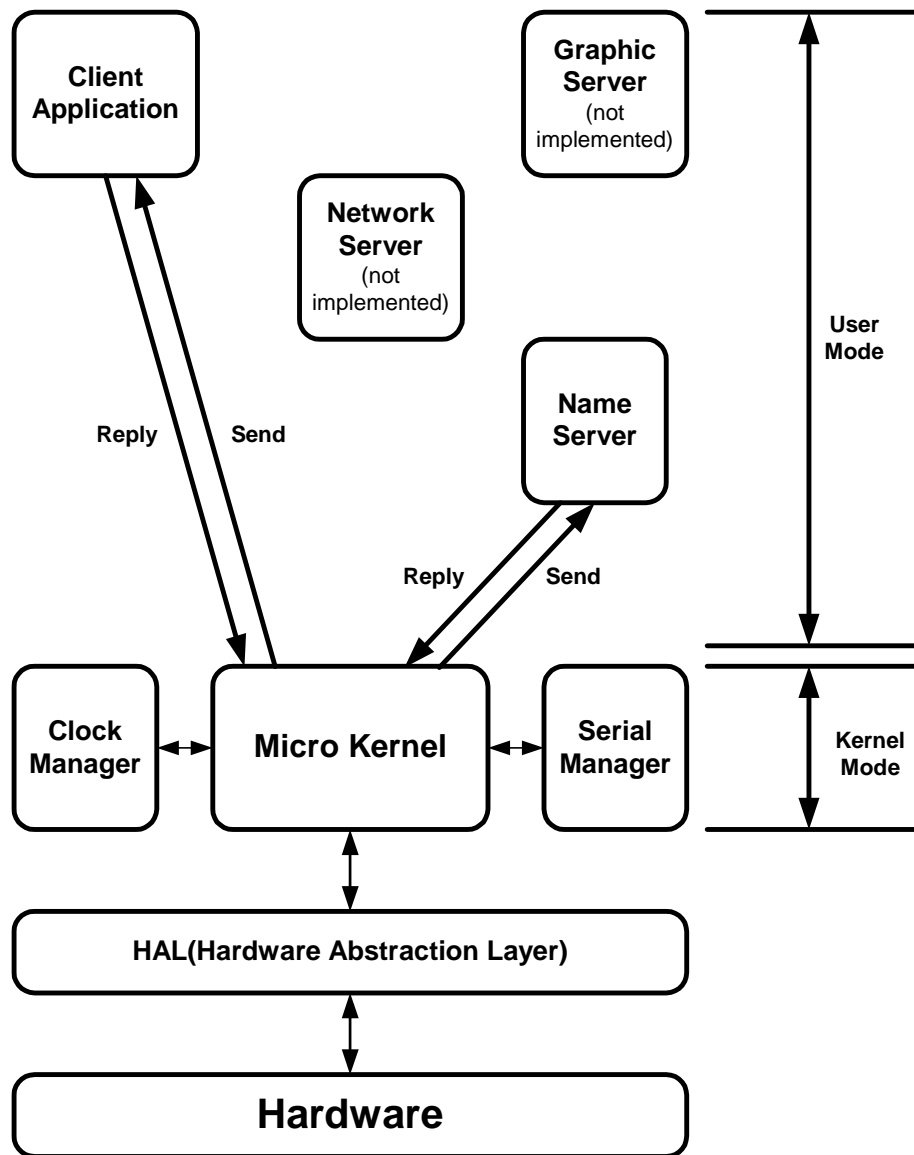 Client
Application
Graphic
Server
(not
implemented)
Network
Server
(not
implemented)
User
Mode
Name
Server
Reply
Send
Reply
Send
Clock
Manager
Micro Kernel
Serial
Manager
Kernel
Mode
HAL(Hardware Abstraction Layer)
Hardware